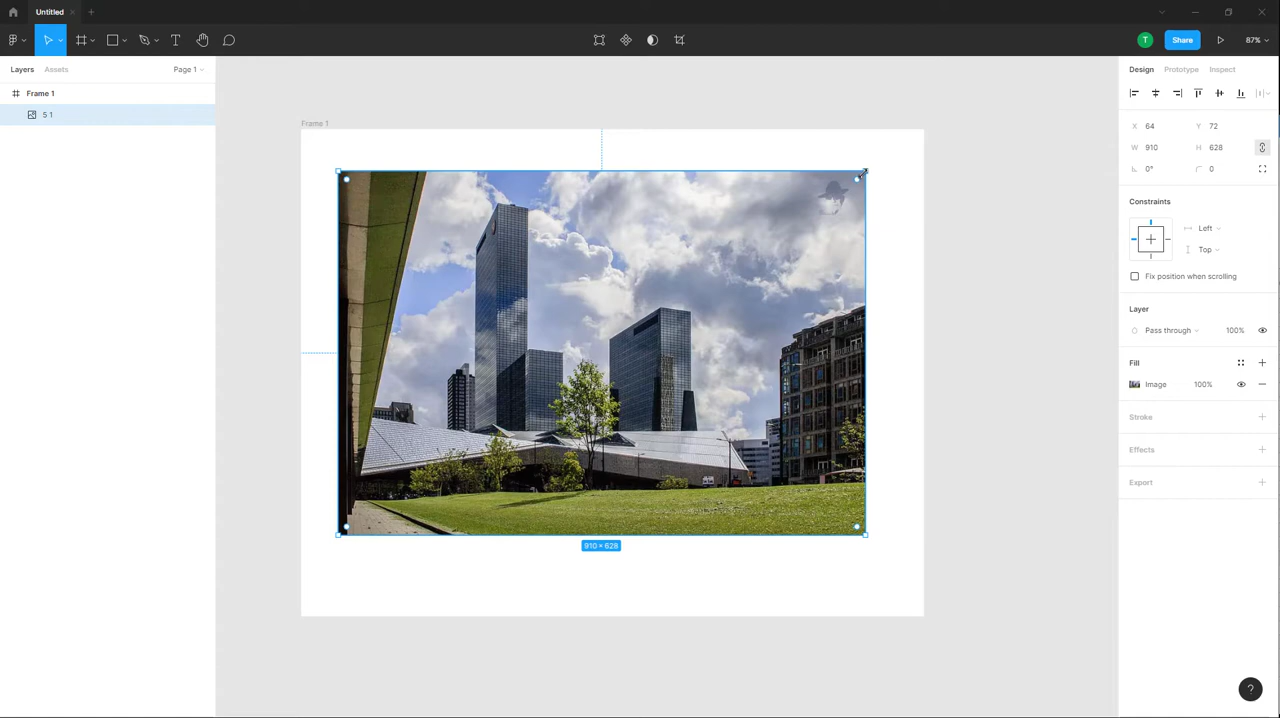 Untitled
Share
87%
Layers
Assets
Page 1
Design
Prototype
Inspect
Frame 1
5 1
Frame 1
X 64
Y 72
W 910
H 628
0°
0
Constraints
Left
Top
Fix position when scrolling
Layer
Pass through
100%
Fill
Image
100%
Stroke
Effects
Export
910 × 628
T
?